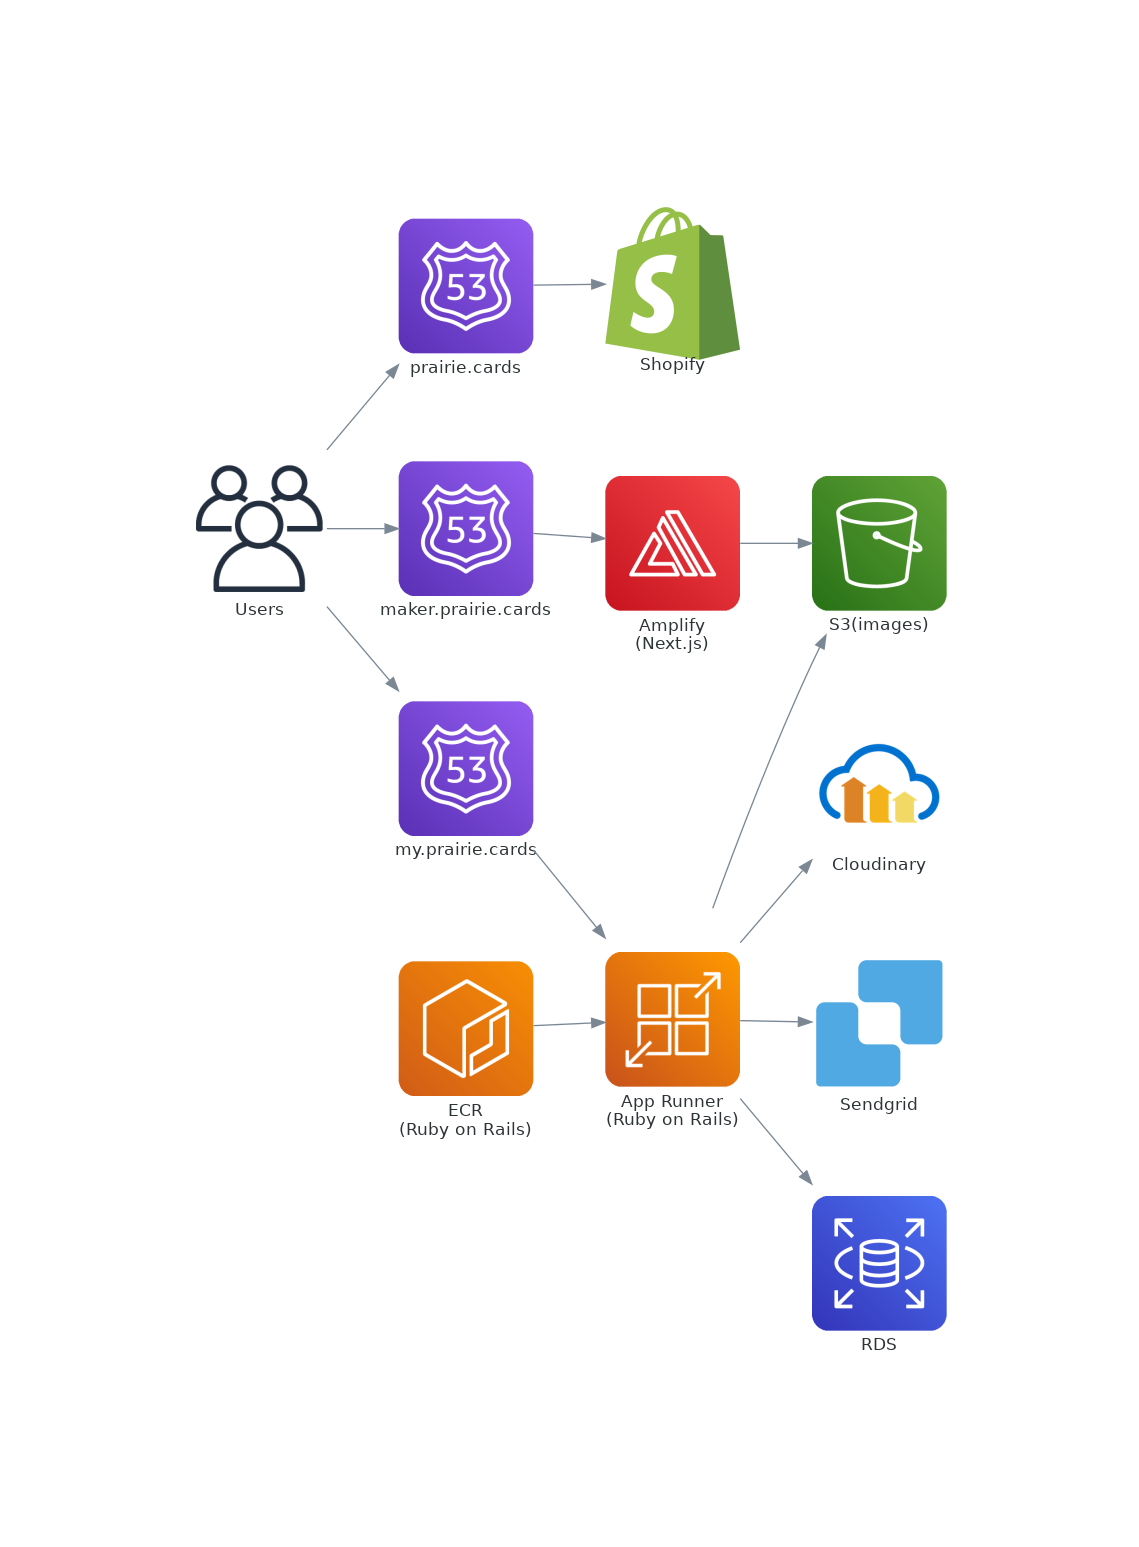 53
prairie.cards
S
Shopify
Users
53
maker.prairie.cards
Amplify
(Next.js)
S3(images)
53
my.prairie.cards
Cloudinary
ECR
(Ruby on Rails)
App Runner
(Ruby on Rails)
Sendgrid
RDS